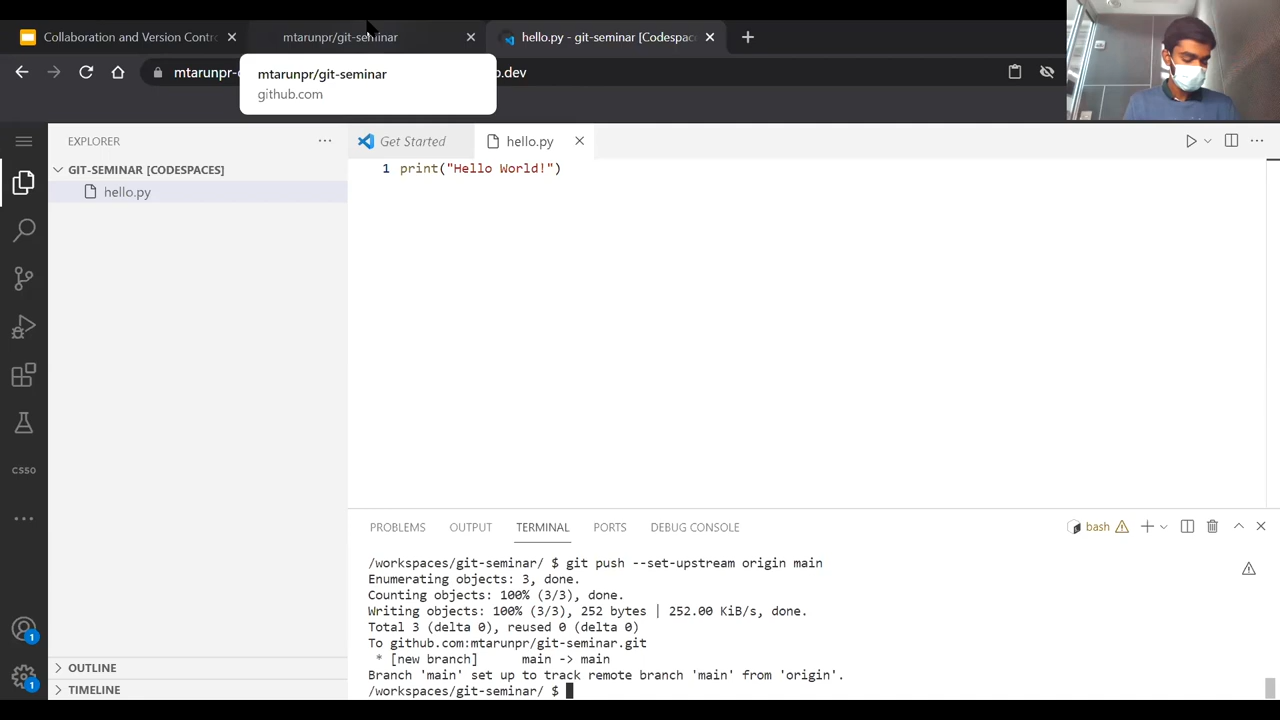 Collaboration and Version Contro
mtarunpr/git-seminar
hello.py - git-seminar [Codespac
mtarunpr/git-seminar
github.com
mtarunpr-
.dev
EXPLORER
GIT-SEMINAR [CODESPACES]
hello.py
Get Started
hello.py
1 print("Hello World!")
CS50
PROBLEMS OUTPUT TERMINAL PORTS DEBUG CONSOLE
bash
/workspaces/git-seminar/ $ git push --set-upstream origin main
Enumerating objects: 3, done.
Counting objects: 100% (3/3), done.
Writing objects: 100% (3/3), 252 bytes | 252.00 KiB/s, done.
Total 3 (delta 0), reused 0 (delta 0)
To github.com:mtarunpr/git-seminar.git
* [new branch] main -> main
Branch 'main' set up to track remote branch 'main' from 'origin'.
/workspaces/git-seminar/ $
1
1
OUTLINE
TIMELINE